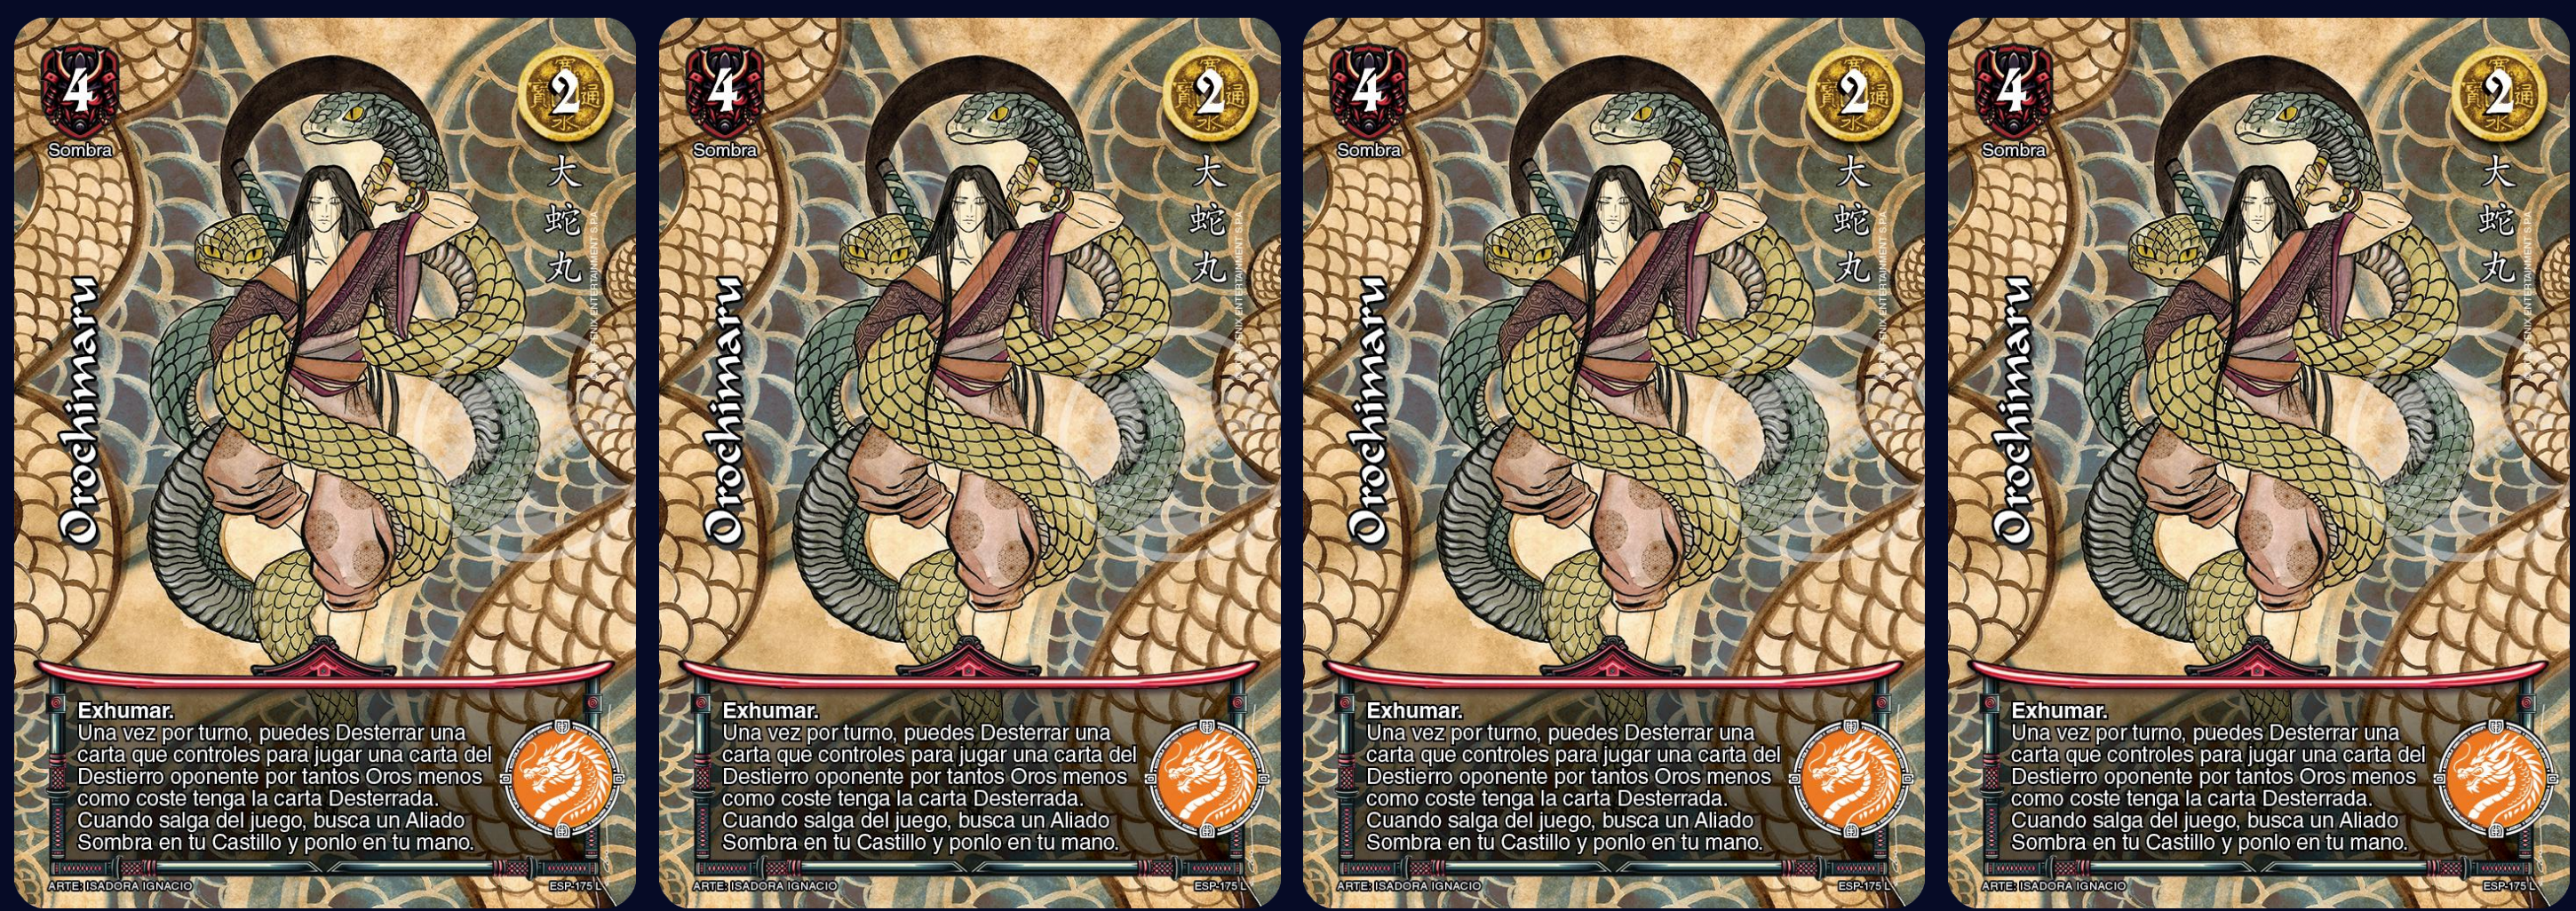 4
2
Sombra
大
蛇
丸
Orochimaru
Exhumar.
Una vez por turno, puedes Desterrar una
carta que controles para jugar una carta del
Destierro oponente por tantos Oros menos
como coste tenga la carta Desterrada.
Cuando salga del juego, busca un Aliado
Sombra en tu Castillo y ponlo en tu mano.
ARTE: ISADORA IGNACIO
ESP-175 L
4
2
Sombra
大
蛇
丸
Orochimaru
Exhumar.
Una vez por turno, puedes Desterrar una
carta que controles para jugar una carta del
Destierro oponente por tantos Oros menos
como coste tenga la carta Desterrada.
Cuando salga del juego, busca un Aliado
Sombra en tu Castillo y ponlo en tu mano.
ARTE: ISADORA IGNACIO
ESP-175 L
4
2
Sombra
大
蛇
丸
Orochimaru
Exhumar.
Una vez por turno, puedes Desterrar una
carta que controles para jugar una carta del
Destierro oponente por tantos Oros menos
como coste tenga la carta Desterrada.
Cuando salga del juego, busca un Aliado
Sombra en tu Castillo y ponlo en tu mano.
ARTE: ISADORA IGNACIO
ESP-175 L
4
2
Sombra
大
蛇
丸
Orochimaru
Exhumar.
Una vez por turno, puedes Desterrar una
carta que controles para jugar una carta del
Destierro oponente por tantos Oros menos
como coste tenga la carta Desterrada.
Cuando salga del juego, busca un Aliado
Sombra en tu Castillo y ponlo en tu mano.
ARTE: ISADORA IGNACIO
ESP-175 L